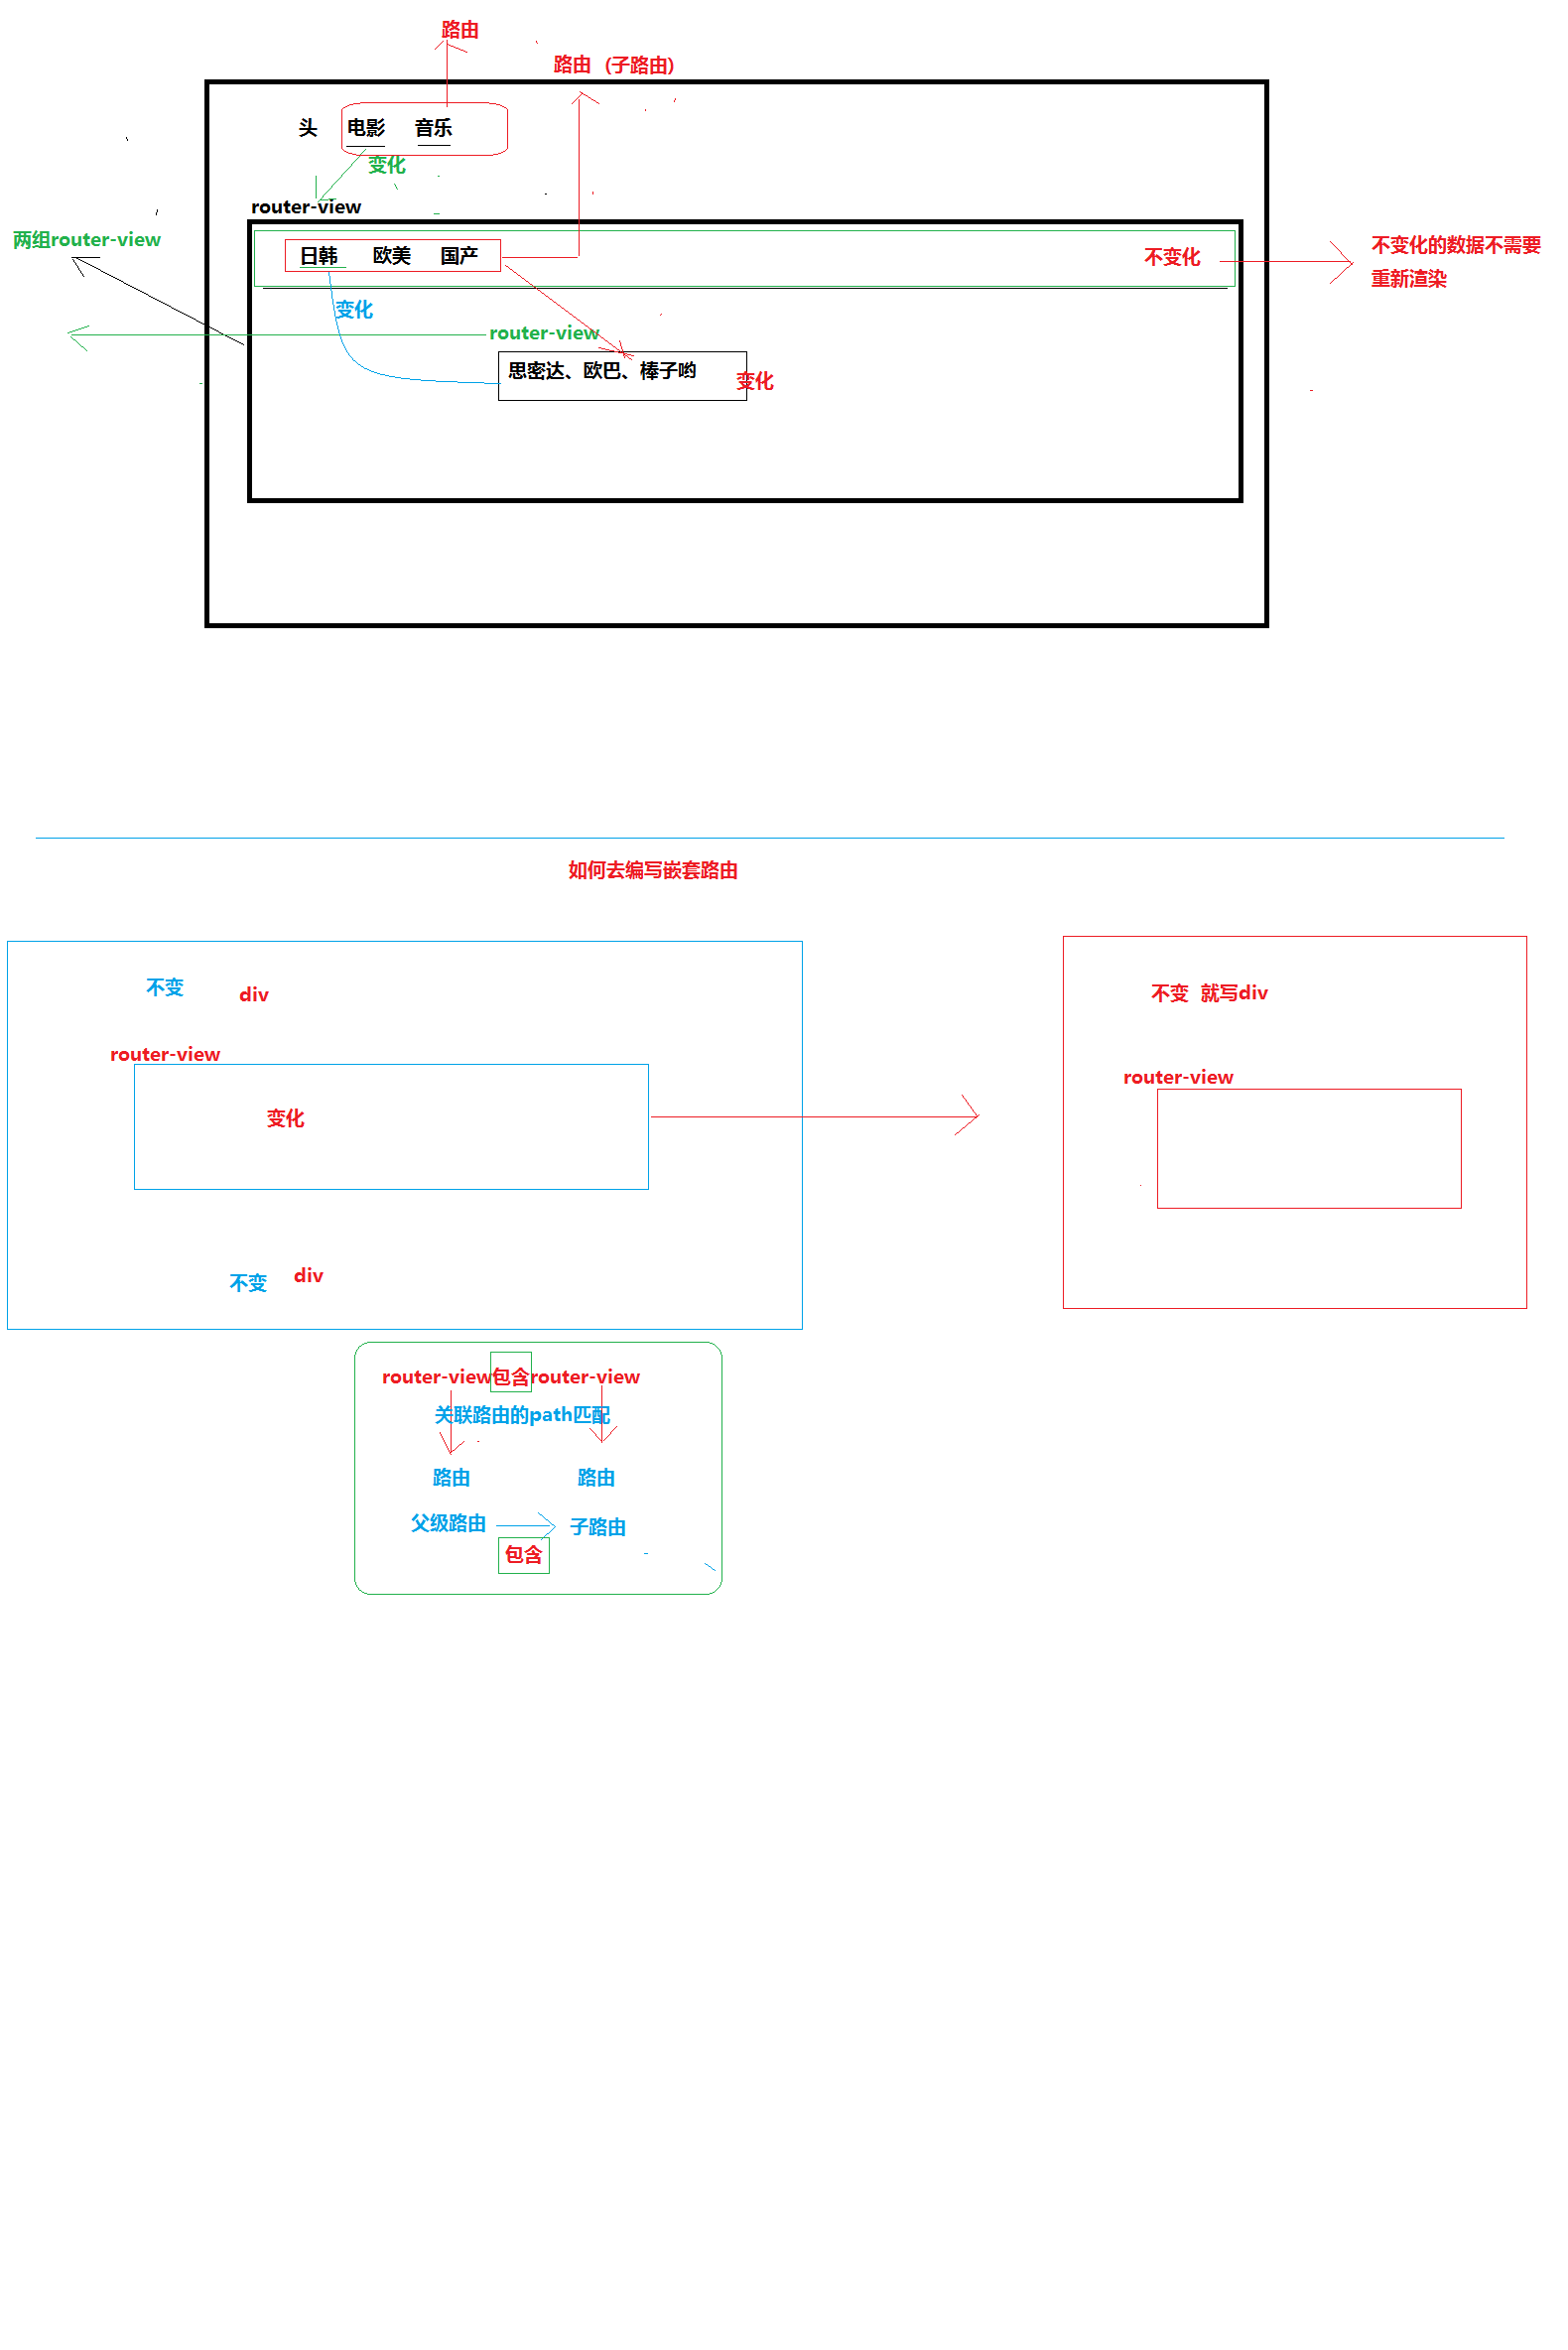 路由
路由 (子路由)
头 电影 音乐
变化
router-view
两组router-view
日韩 欧美 国产
不变化
不变化的数据不需要
重新渲染
变化
router-view
思密达、欧巴、棒子哟
变化
如何去编写嵌套路由
不变 div
router-view
变化
不变 div
不变 就写div
router-view
router-view包含router-view
关联路由的path匹配
路由 路由
父级路由 子路由
包含